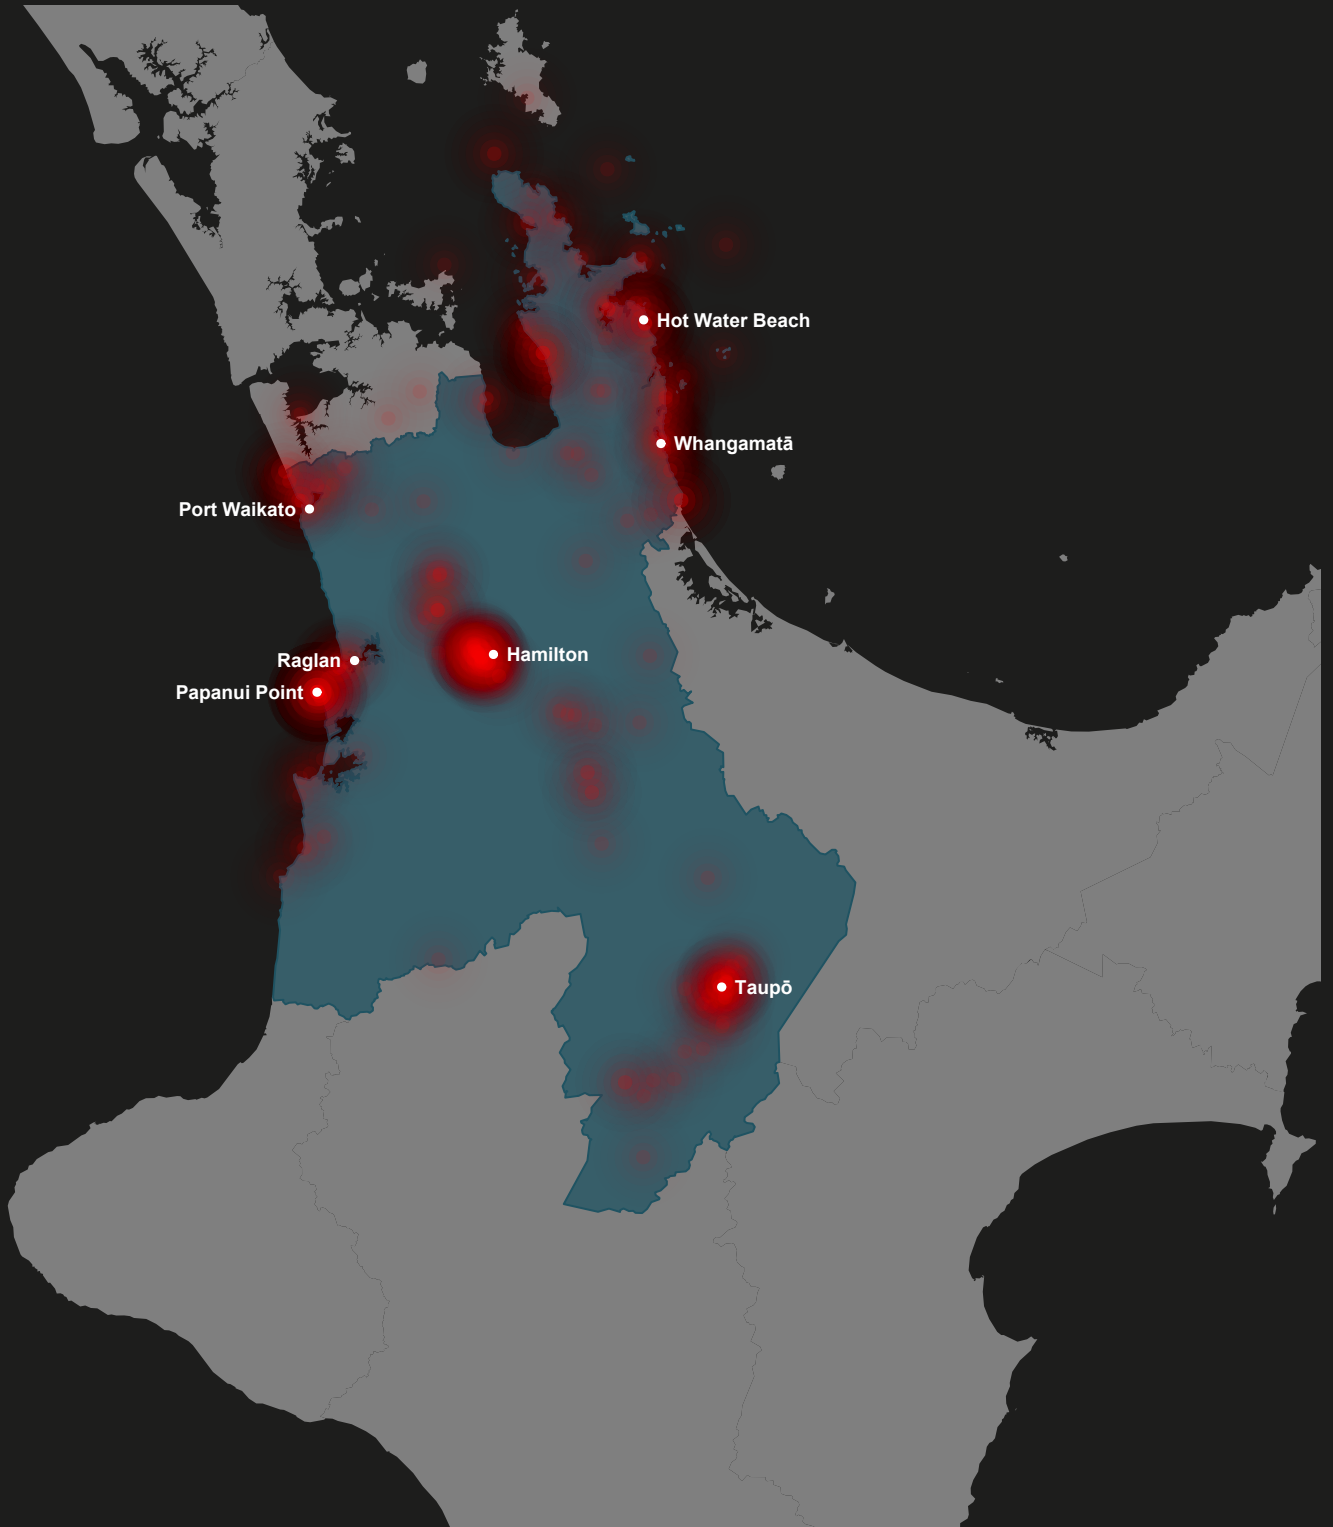 Hot Water Beach
Whangamatā
Port Waikato
Hamilton
Raglan
Papanui Point
Taupō